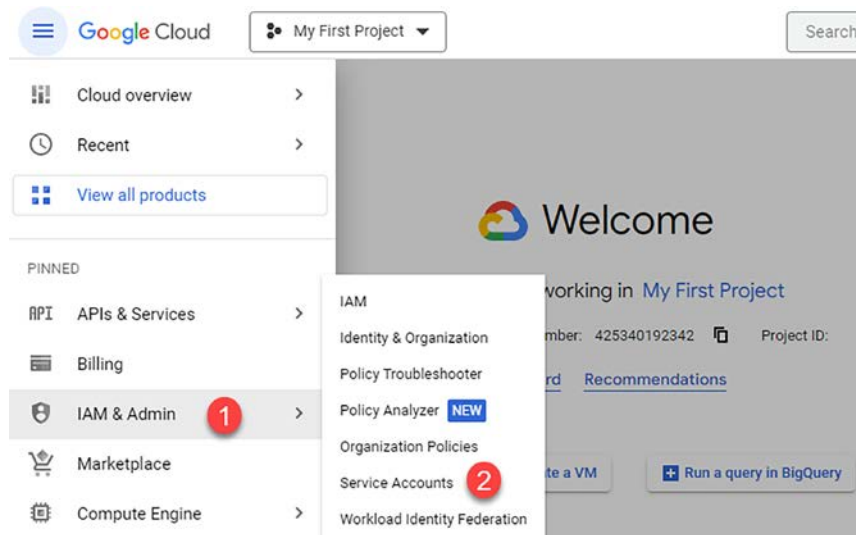 Google Cloud
My First Project
Search
Cloud overview
Recent
View all products
PINNED
API APIs & Services
Billing
IAM & Admin 1
Marketplace
Compute Engine
IAM
Identity & Organization
Policy Troubleshooter
Policy Analyzer NEW
Organization Policies
Service Accounts 2
Workload Identity Federation
Welcome
working in My First Project
mber: 425340192342 Project ID:
rd Recommendations
te a VM
Run a query in BigQuery